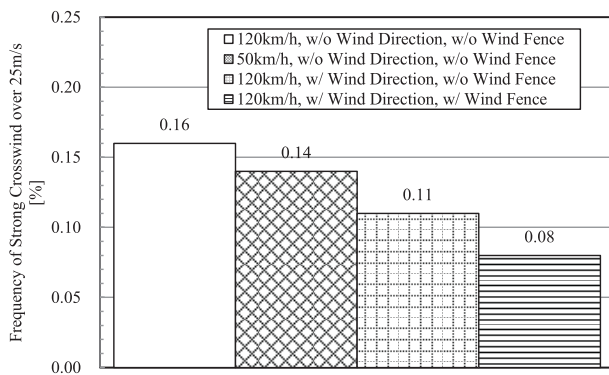 Frequency of Strong Crosswind over 25m/s
[%]
0.25
0.20
0.15
0.10
0.05
0.00
120km/h, w/o Wind Direction, w/o Wind Fence
50km/h, w/o Wind Direction, w/o Wind Fence
120km/h, w/ Wind Direction, w/o Wind Fence
120km/h, w/ Wind Direction, w/ Wind Fence
0.16
0.14
0.11
0.08